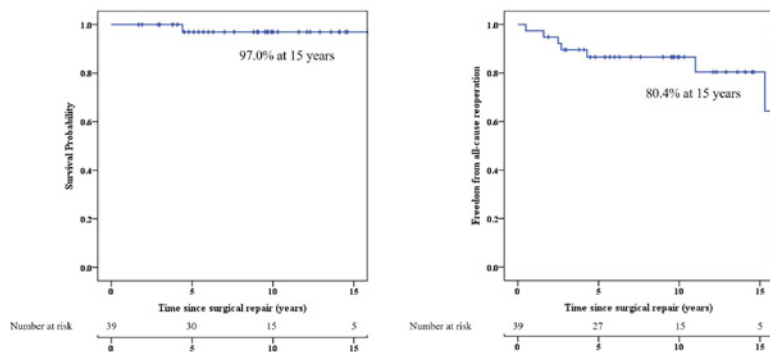 1.0
0.8
0.6
0.4
0.2
0.0
Survival Probability
97.0% at 15 years
0 5 10 15
Time since surgical repair (years)
Number at risk 39 30 15 5
0 5 10 15
1.0
0.8
0.6
0.4
0.2
0.0
Freedom from all-cause reoperation
80.4% at 15 years
0 5 10 15
Time since surgical repair (years)
Number at risk 39 27 15 5
0 5 10 15